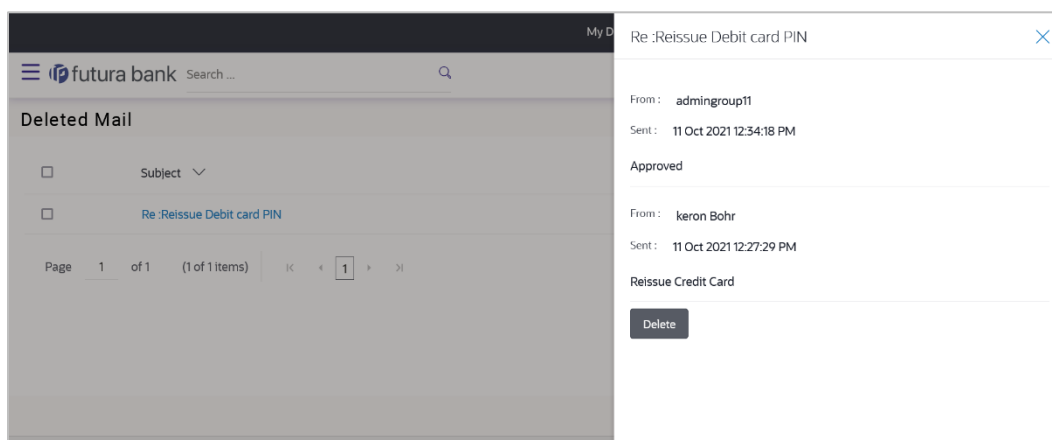 My D
futura bank Search ...
Deleted Mail
Subject
Re :Reissue Debit card PIN
Page 1 of 1 (1 of 1 items) 1
Re :Reissue Debit card PIN
From : admingroup11
Sent : 11 Oct 2021 12:34:18 PM
Approved
From : keron Bohr
Sent : 11 Oct 2021 12:27:29 PM
Reissue Credit Card
Delete